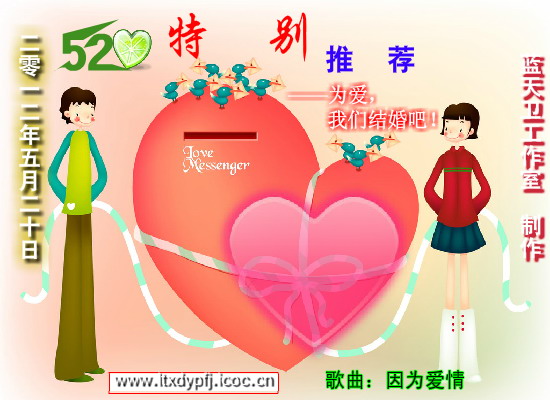 二零一二年五月二十日
520
特别
推荐
——为爱，
我们结婚吧！
Love
Messenger
蓝天卫工作室 制作
www.itxdypfj.icoc.cn
歌曲：因为爱情